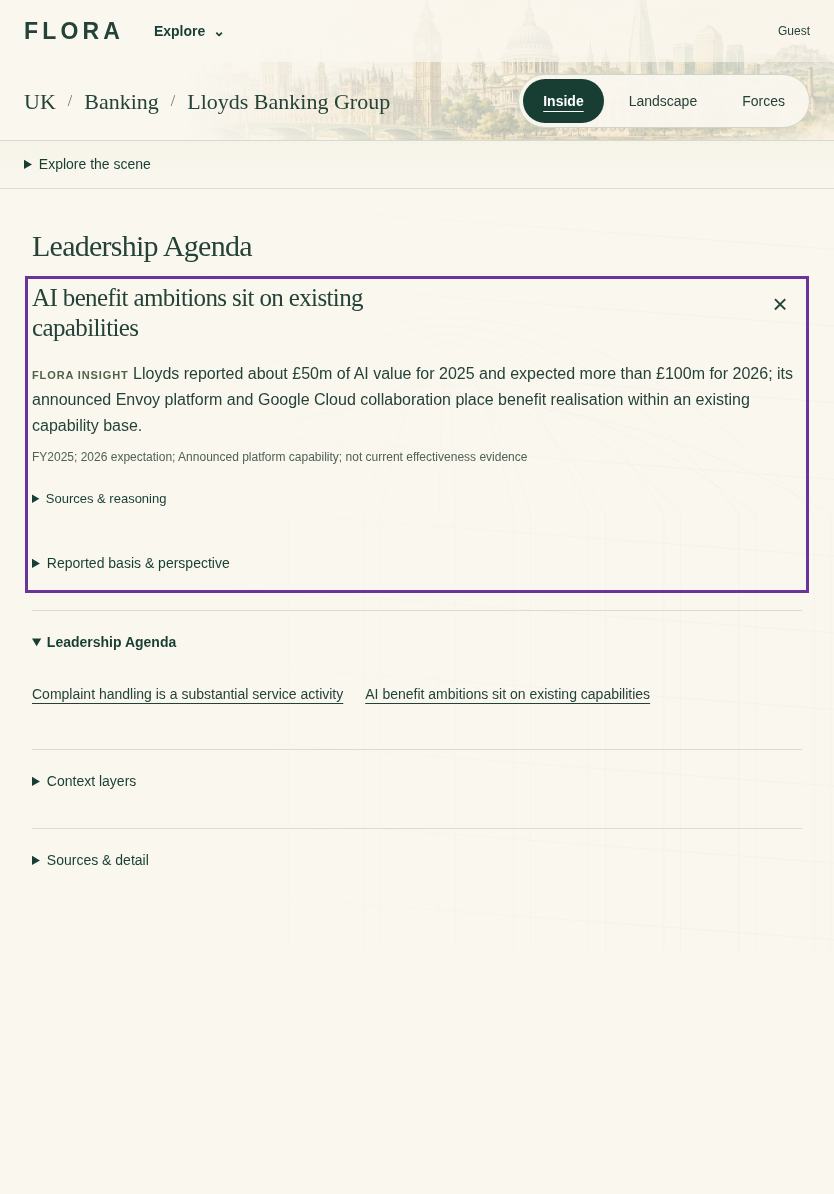 FLORA
Explore
Guest
UK / Banking / Lloyds Banking Group
Inside
Landscape
Forces
Explore the scene
Leadership Agenda
AI benefit ambitions sit on existing
capabilities
FLORA INSIGHT Lloyds reported about £50m of AI value for 2025 and expected more than £100m for 2026; its
announced Envoy platform and Google Cloud collaboration place benefit realisation within an existing
capability base.
FY2025; 2026 expectation; Announced platform capability; not current effectiveness evidence
Sources & reasoning
Reported basis & perspective
Leadership Agenda
Complaint handling is a substantial service activity
AI benefit ambitions sit on existing capabilities
Context layers
Sources & detail